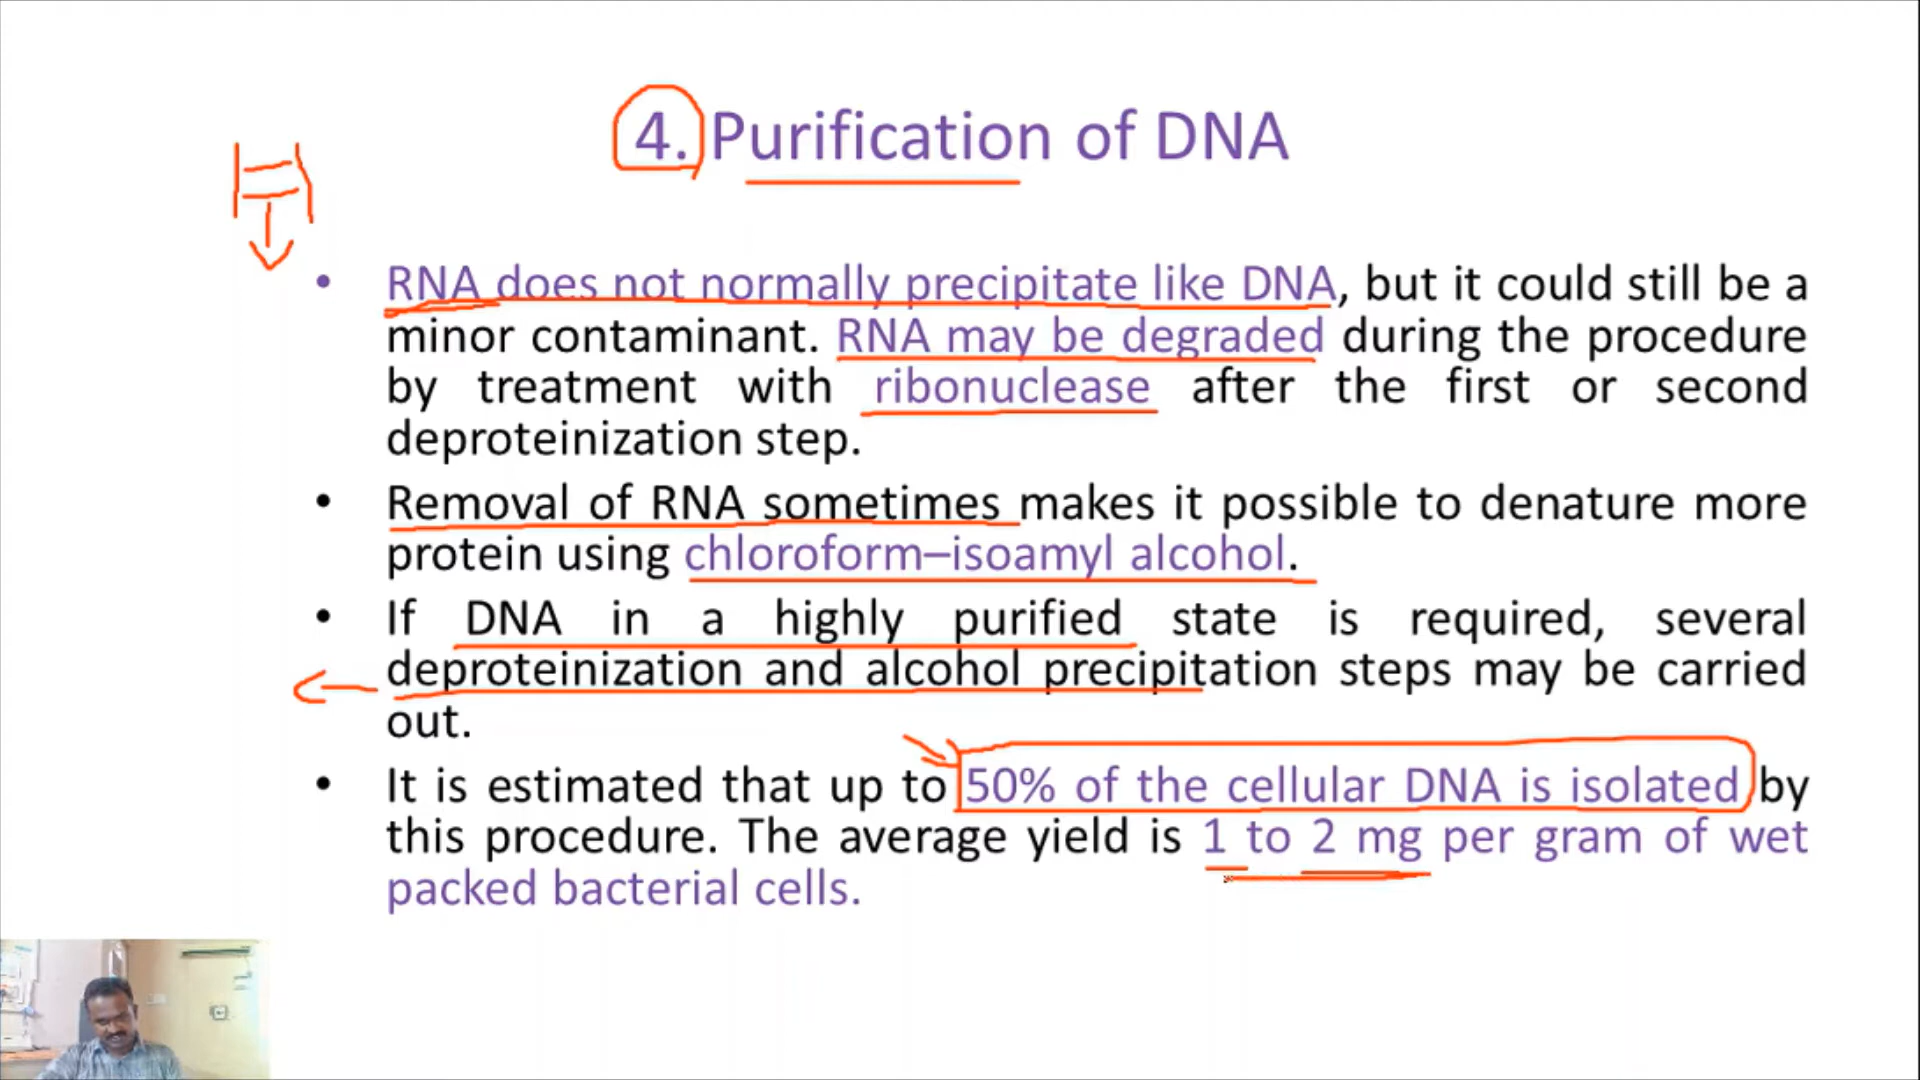 4. Purification of DNA
• RNA does not normally precipitate like DNA, but it could still be a
minor contaminant. RNA may be degraded during the procedure
by treatment with ribonuclease after the first or second
deproteinization step.
• Removal of RNA sometimes makes it possible to denature more
protein using chloroform–isoamyl alcohol.
• If DNA in a highly purified state is required, several
deproteinization and alcohol precipitation steps may be carried
out.
• It is estimated that up to 50% of the cellular DNA is isolated by
this procedure. The average yield is 1 to 2 mg per gram of wet
packed bacterial cells.